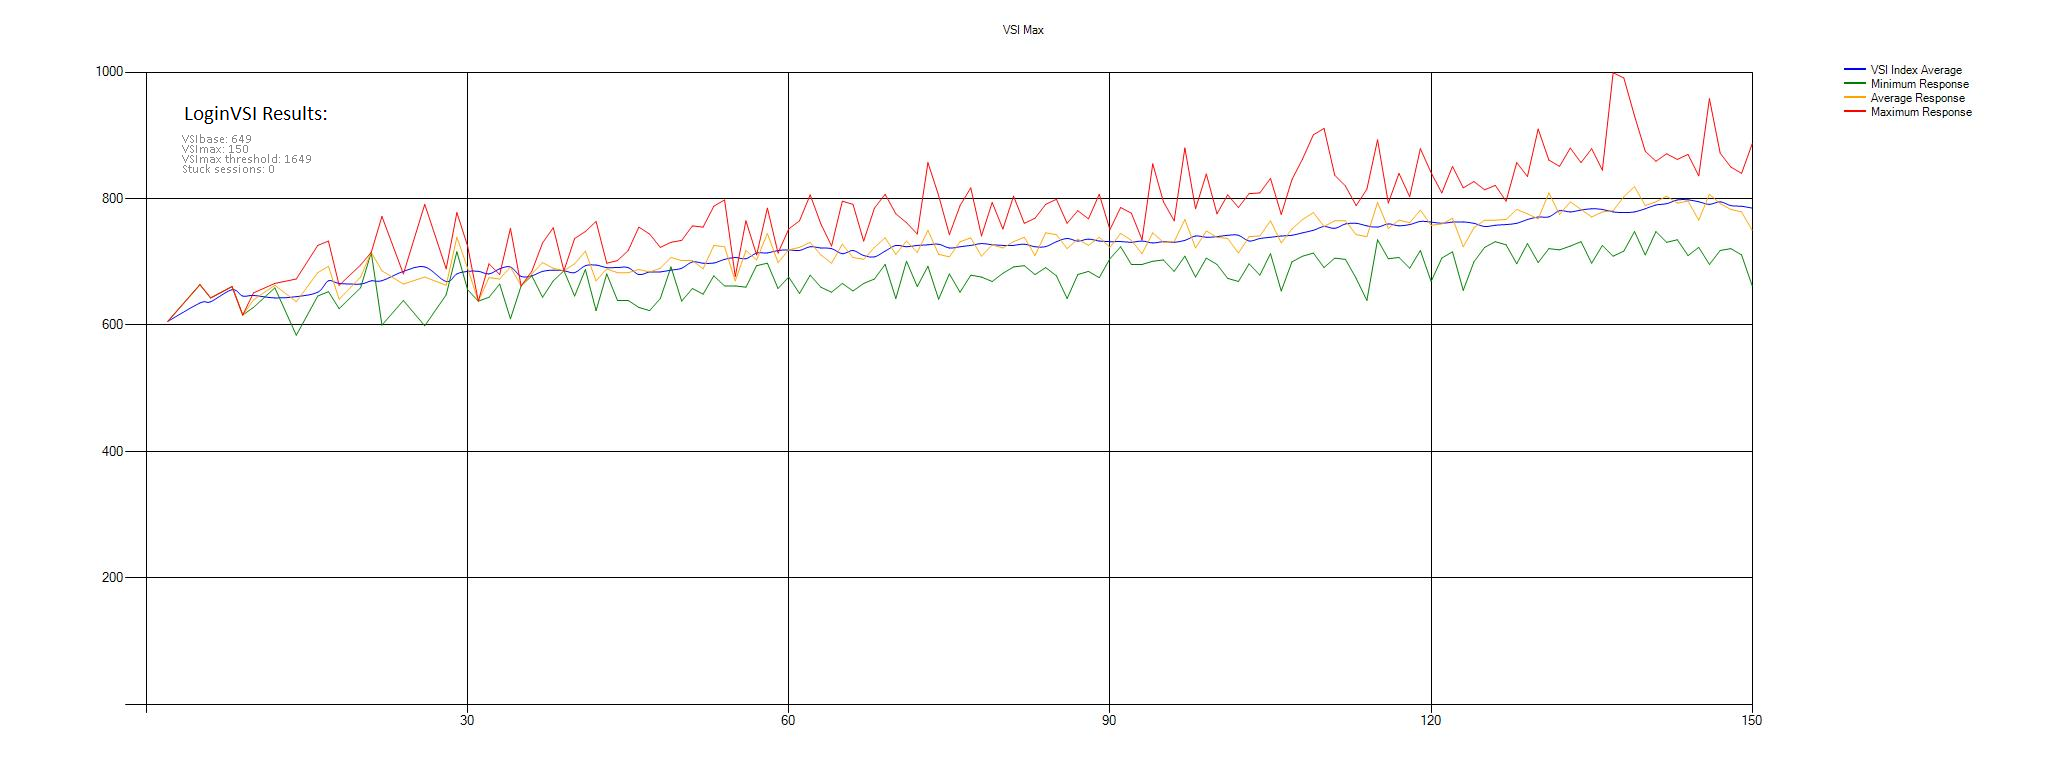 VSI Max
1000
800
600
400
200
30
60
90
120
150
LoginVSI Results:
VSIbase: 649
VSImax: 150
VSImax threshold: 1649
Stuck sessions: 0
VSI Index Average
Minimum Response
Average Response
Maximum Response